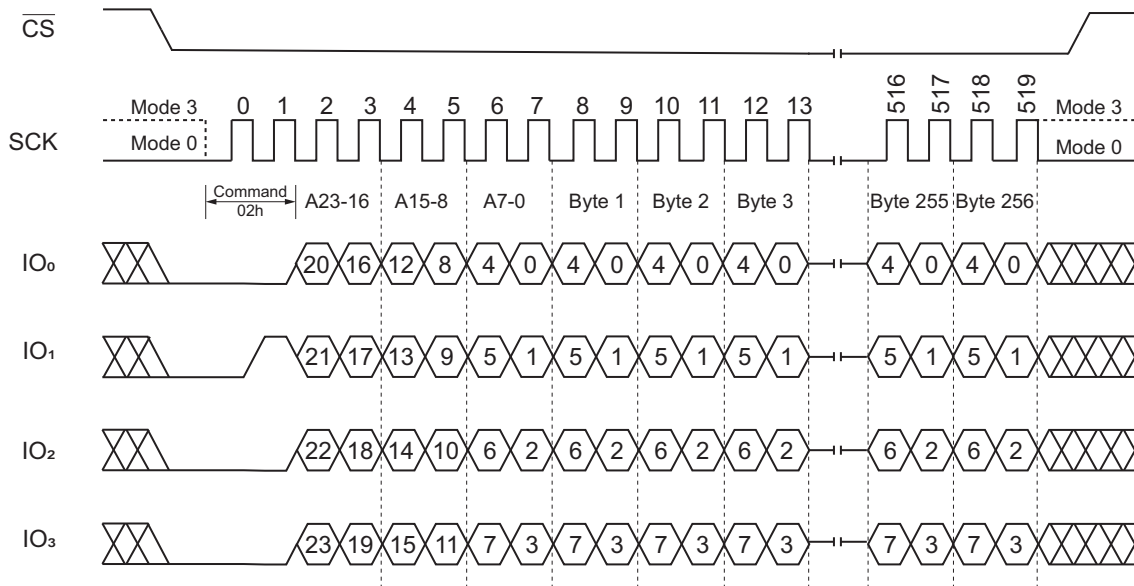 CS
516 517 518 519
Mode 3 0 1 2 3 4 5 6 7 8 9 10 11 12 13 Mode 3
SCK Mode 0 Mode 0
Command 02h A23-16 A15-8 A7-0 Byte 1 Byte 2 Byte 3 Byte 255 Byte 256
IO₀ 20 16 12 8 4 0 4 0 4 0 4 0 4 0 4 0
IO₁ 21 17 13 9 5 1 5 1 5 1 5 1 5 1 5 1
IO₂ 22 18 14 10 6 2 6 2 6 2 6 2 6 2 6 2
IO₃ 23 19 15 11 7 3 7 3 7 3 7 3 7 3 7 3